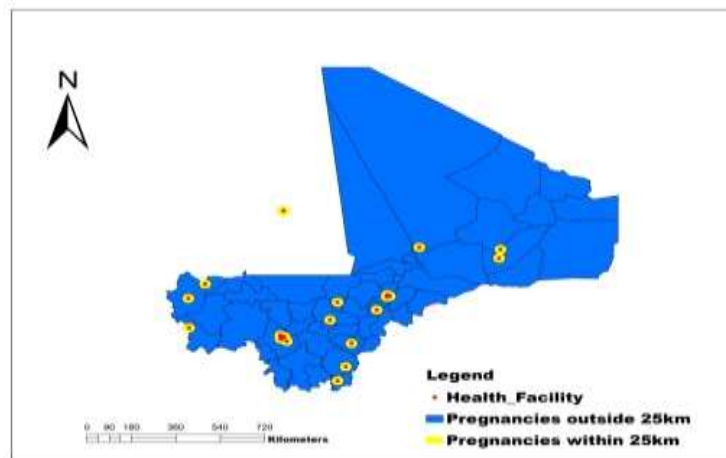 N
Legend
Health_Facility
Pregnancies outside 25km
Pregnancies within 25km
0 90 180 360 540 720
Kilometers